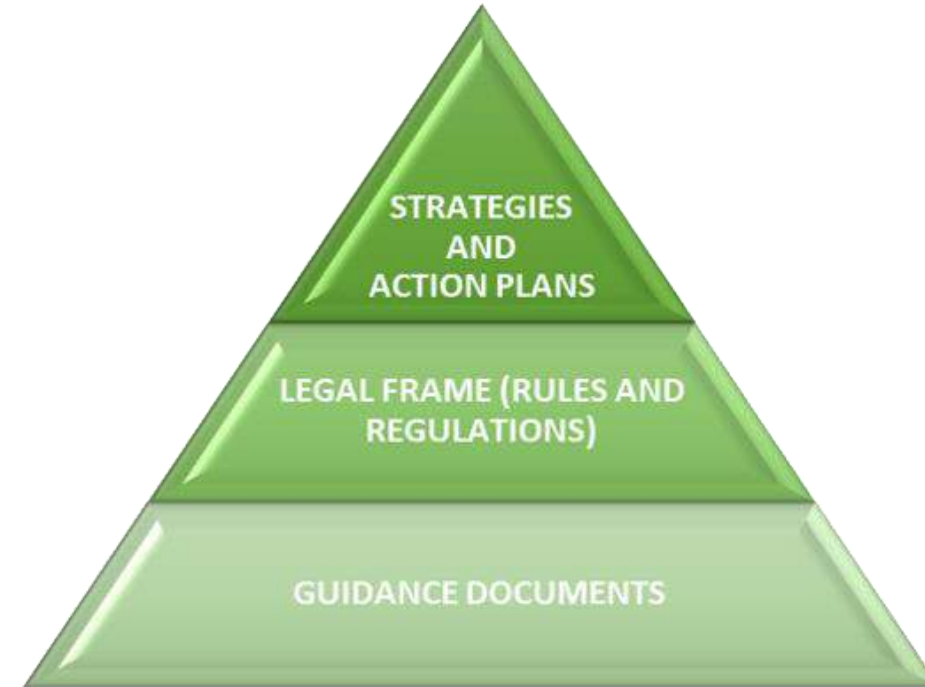 STRATEGIES
AND
ACTION PLANS
LEGAL FRAME (RULES AND
REGULATIONS)
GUIDANCE DOCUMENTS